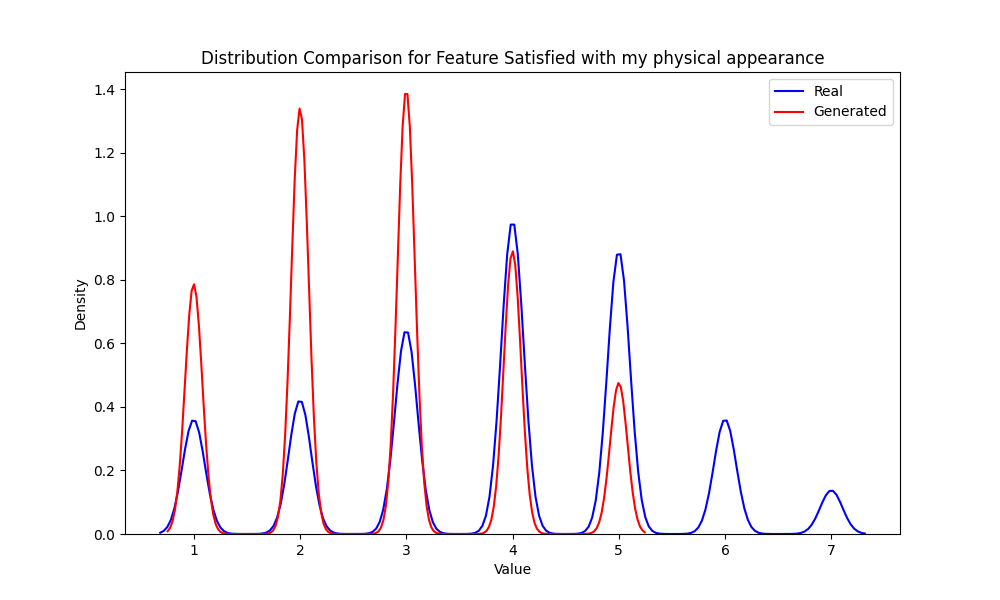 Distribution Comparison for Feature Satisfied with my physical appearance
Real
Generated
1.4
1.2
1.0
0.8
0.6
0.4
0.2
0.0
Density
1 2 3 4 5 6 7
Value